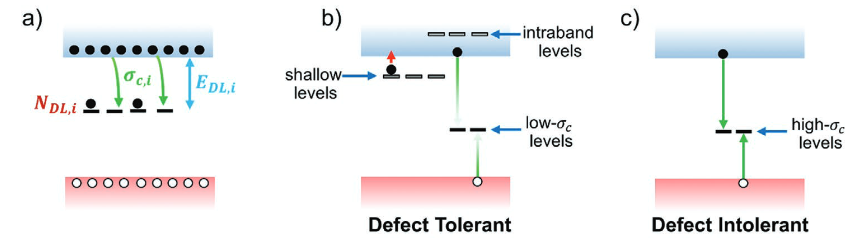 a)
σc,i
EDL,i
NDL,i
b)
intraband
levels
shallow
levels
low-σc
levels
Defect Tolerant
c)
high-σc
levels
Defect Intolerant